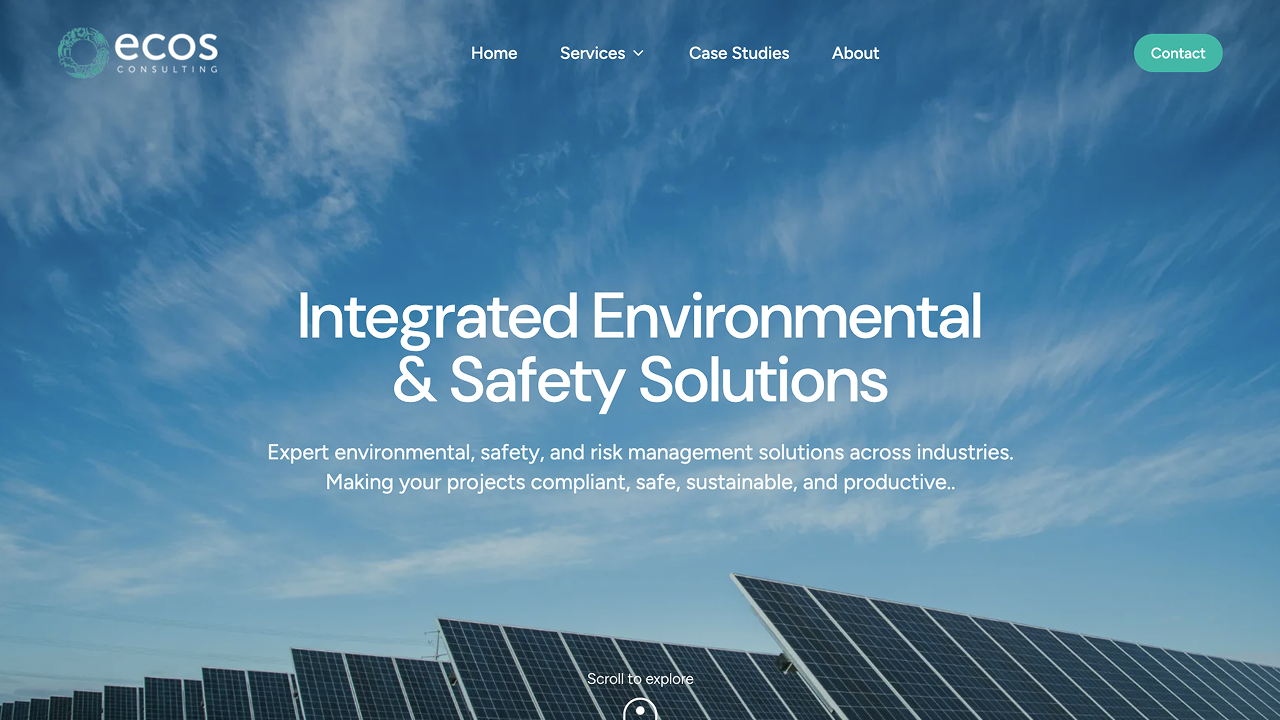 ecos
CONSULTING
Home
Services
Case Studies
About
Contact
Integrated Environmental
& Safety Solutions
Expert environmental, safety, and risk management solutions across industries.
Making your projects compliant, safe, sustainable, and productive..
Scroll to explore